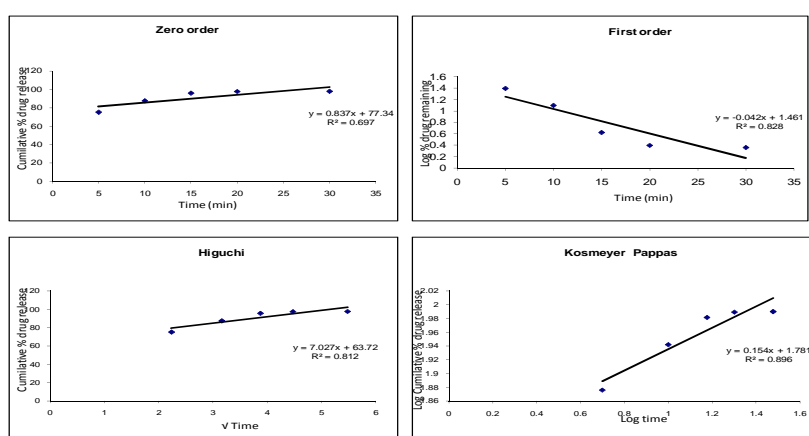 Zero order
Cumilative % drug release
120
100
80
60
40
20
0
0 5 10 15 20 25 30 35
Time (min)
y = 0.837x + 77.34
R² = 0.697
First order
Log % drug remaining
1.6
1.4
1.2
1
0.8
0.6
0.4
0.2
0 5 10 15 20 25 30 35
Time (min)
y = -0.042x + 1.461
R² = 0.828
Higuchi
Cumulative % drug release
120
100
80
60
40
20
0
0 1 2 3 4 5 6
√ Time
y = 7.027x + 63.72
R² = 0.812
Kosmeyer Pappas
Log Cumulative% drug release
2.02
2
1.98
1.96
1.94
1.92
1.9
1.88
1.86
0 0.2 0.4 0.6 0.8 1 1.2 1.4 1.6
Log time
y = 0.154x + 1.781
R² = 0.896